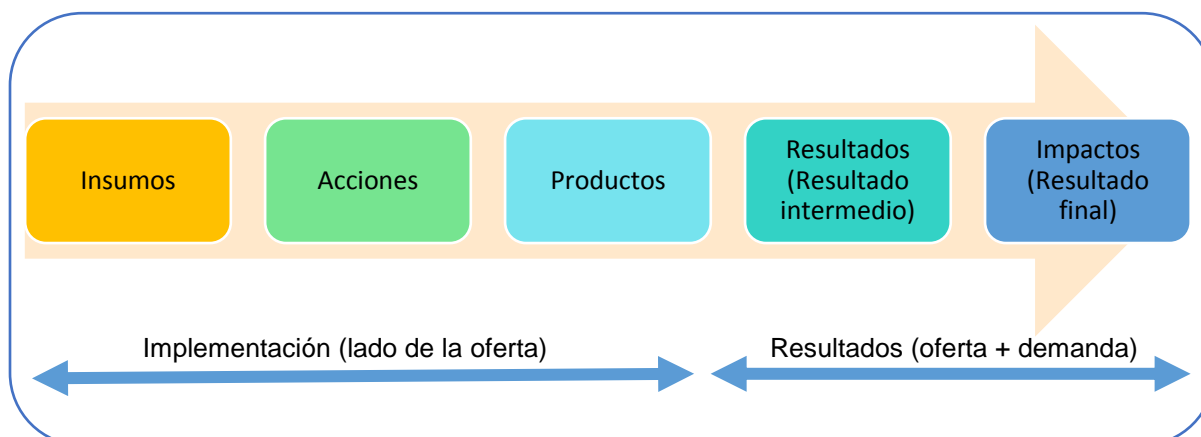 Insumos
Acciones
Productos
Resultados
(Resultado
intermedio)
Impactos
(Resultado
final)
Implementación (lado de la oferta)
Resultados (oferta + demanda)